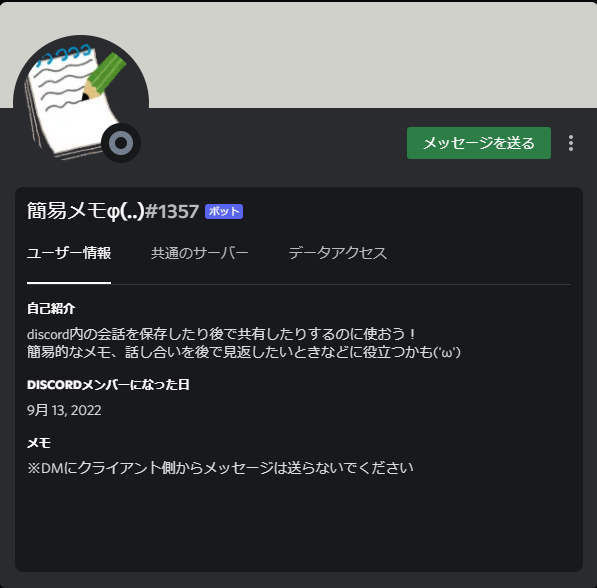 メッセージを送る
簡易メモφ(..)#1357 ボット
ユーザー情報 共通のサーバー データアクセス
自己紹介
discord内の会話を保存したり後で共有したりするのに使おう！
簡易的なメモ、話し合いを後で見返したいときなどに役立つかも('ω')
DISCORDメンバーになった日
9月 13, 2022
メモ
※DMにクライアント側からメッセージは送らないでください